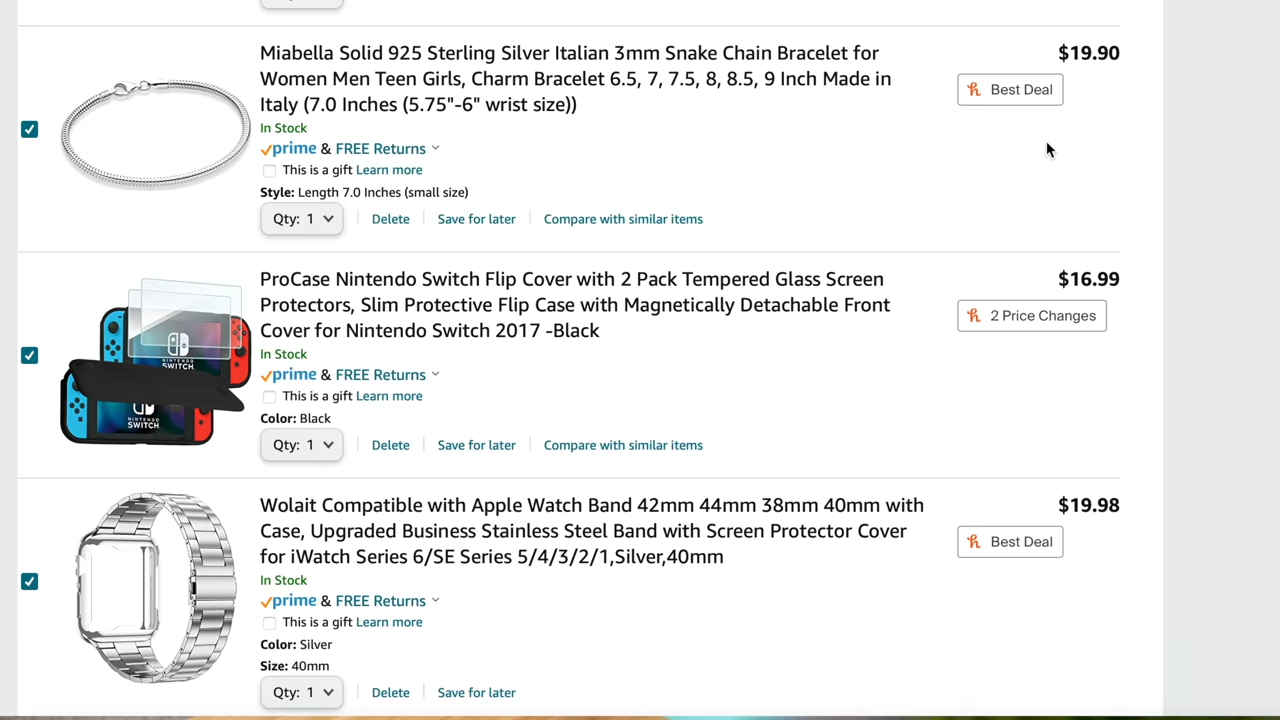 Miabella Solid 925 Sterling Silver Italian 3mm Snake Chain Bracelet for
Women Men Teen Girls, Charm Bracelet 6.5, 7, 7.5, 8, 8.5, 9 Inch Made in
Italy (7.0 Inches (5.75"-6" wrist size))
$19.90
Best Deal
In Stock
prime & FREE Returns
This is a gift Learn more
Style: Length 7.0 Inches (small size)
Qty: 1
Delete
Save for later
Compare with similar items
ProCase Nintendo Switch Flip Cover with 2 Pack Tempered Glass Screen
Protectors, Slim Protective Flip Case with Magnetically Detachable Front
Cover for Nintendo Switch 2017 -Black
$16.99
2 Price Changes
NINTENDO
SWITCH
NINTENDO
SWITCH
In Stock
prime & FREE Returns
This is a gift Learn more
Color: Black
Qty: 1
Delete
Save for later
Compare with similar items
Wolait Compatible with Apple Watch Band 42mm 44mm 38mm 40mm with
Case, Upgraded Business Stainless Steel Band with Screen Protector Cover
for iWatch Series 6/SE Series 5/4/3/2/1,Silver,40mm
$19.98
Best Deal
In Stock
prime & FREE Returns
This is a gift Learn more
Color: Silver
Size: 40mm
Qty: 1
Delete
Save for later